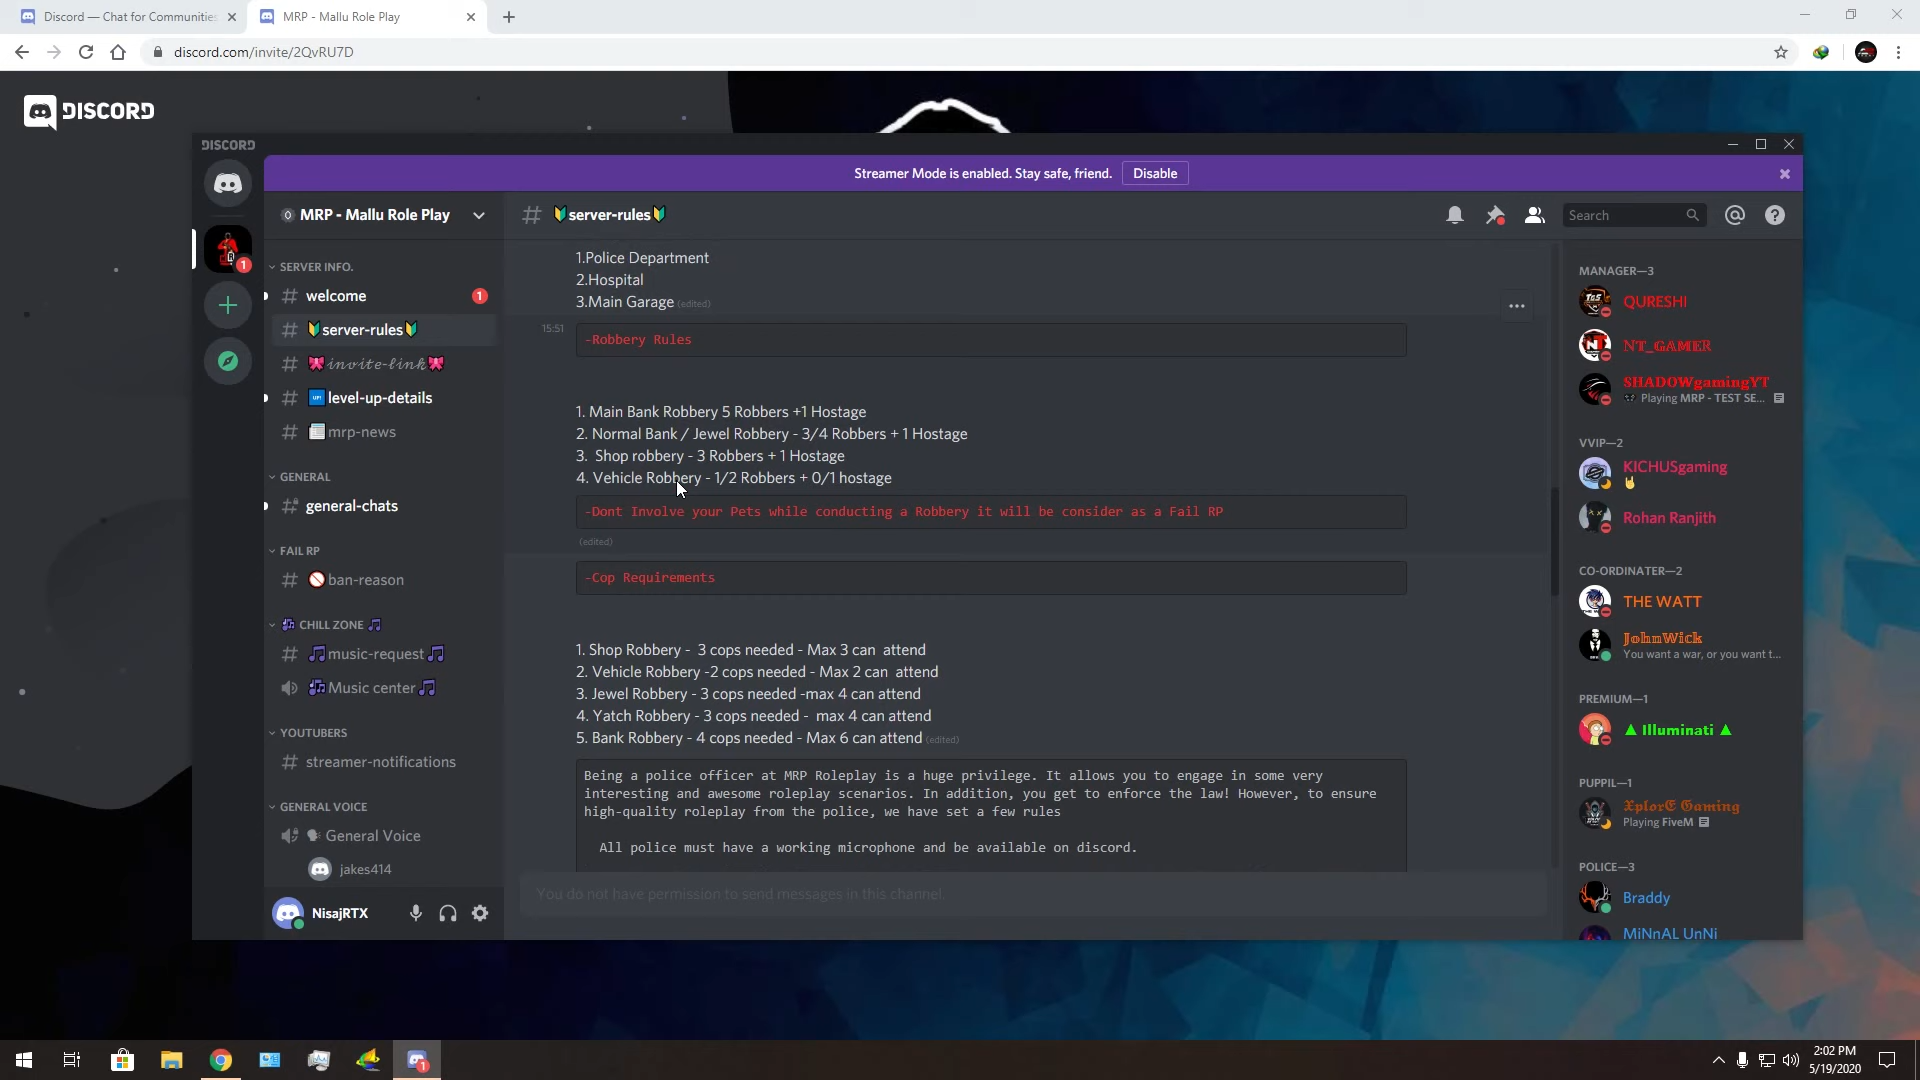 Discord — Chat for Communities
MRP - Mallu Role Play
discord.com/invite/2QvRU7D
DISCORD
DISCORD
Streamer Mode is enabled. Stay safe, friend.
Disable
MRP - Mallu Role Play
# 🔰server-rules🔰
Search
SERVER INFO.
# welcome
1
# 🔰server-rules🔰
# 🎀𝓲𝓷𝓿𝓲𝓽𝓮-𝓵𝓲𝓷𝓴🎀
# 🆙level-up-details
# 📰mrp-news
GENERAL
# general-chats
FAIL RP
# 🚫ban-reason
🎶 CHILL ZONE 🎵
# 🎵music-request🎵
🎶Music center🎵
YOUTUBERS
# streamer-notifications
GENERAL VOICE
🗣 General Voice
jakes414
NisajRTX
1.Police Department
2.Hospital
3.Main Garage (edited)
15:51
-Robbery Rules
1. Main Bank Robbery 5 Robbers +1 Hostage
2. Normal Bank / Jewel Robbery - 3/4 Robbers + 1 Hostage
3. Shop robbery - 3 Robbers + 1 Hostage
4. Vehicle Robbery - 1/2 Robbers + 0/1 hostage
-Dont Involve your Pets while conducting a Robbery it will be consider as a Fail RP
(edited)
-Cop Requirements
1. Shop Robbery - 3 cops needed - Max 3 can attend
2. Vehicle Robbery -2 cops needed - Max 2 can attend
3. Jewel Robbery - 3 cops needed -max 4 can attend
4. Yatch Robbery - 3 cops needed - max 4 can attend
5. Bank Robbery - 4 cops needed - Max 6 can attend (edited)
Being a police officer at MRP Roleplay is a huge privilege. It allows you to engage in some very
interesting and awesome roleplay scenarios. In addition, you get to enforce the law! However, to ensure
high-quality roleplay from the police, we have set a few rules
All police must have a working microphone and be available on discord.
You do not have permission to send messages in this channel.
MANAGER—3
QURESHI
NT_GAMER
SHADOWgamingYT
Playing MRP - TEST SE...
VVIP—2
KICHUSgaming
Rohan Ranjith
CO-ORDINATER—2
THE WATT
JohnWick
You want a war, or you want t...
PREMIUM—1
▲ Illuminati ▲
PUPPIL—1
XplorE Gaming
Playing FiveM
POLICE—3
Braddy
MiNnAL UnNi
2:02 PM
5/19/2020